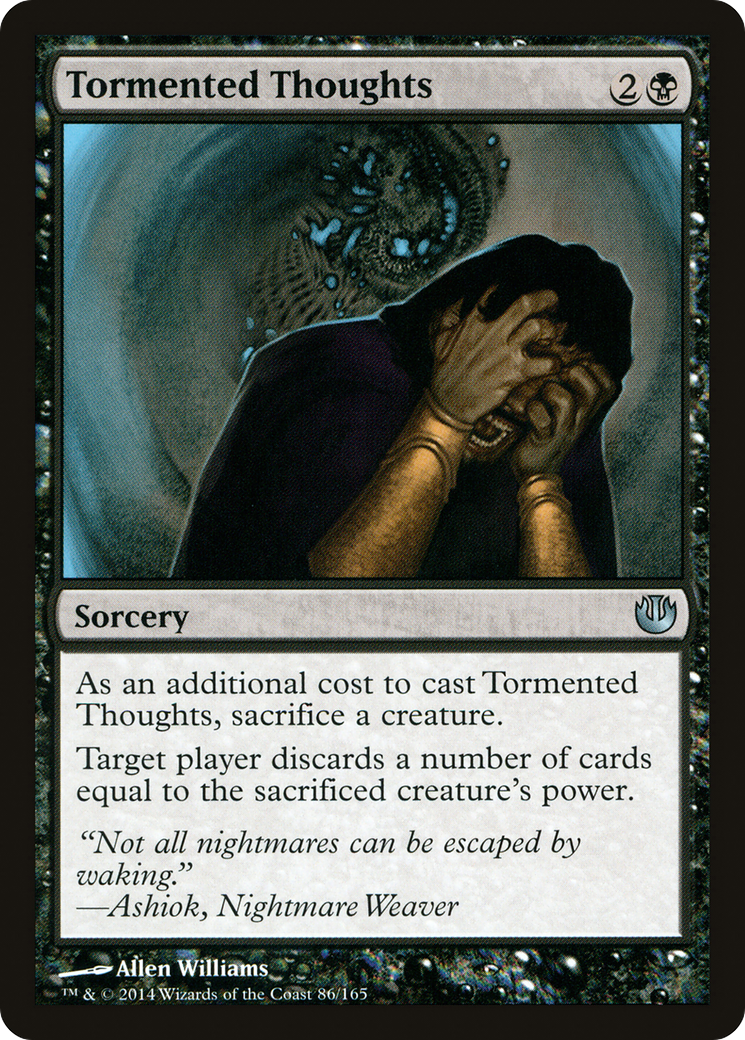 Tormented Thoughts 2
Sorcery
As an additional cost to cast Tormented
Thoughts, sacrifice a creature.
Target player discards a number of cards
equal to the sacrificed creature's power.
“Not all nightmares can be escaped by
waking.”
—Ashiok, Nightmare Weaver
Allen Williams
™ & © 2014 Wizards of the Coast 86/165